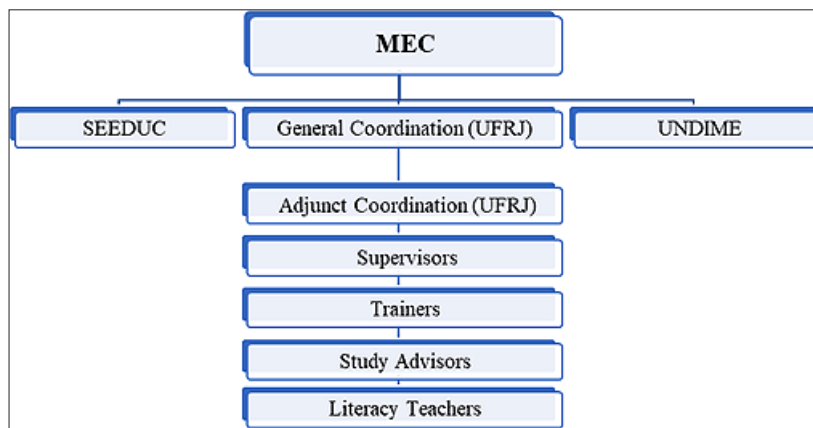 MEC
SEEDUC
General Coordination (UFRJ)
UNDIME
Adjunct Coordination (UFRJ)
Supervisors
Trainers
Study Advisors
Literacy Teachers